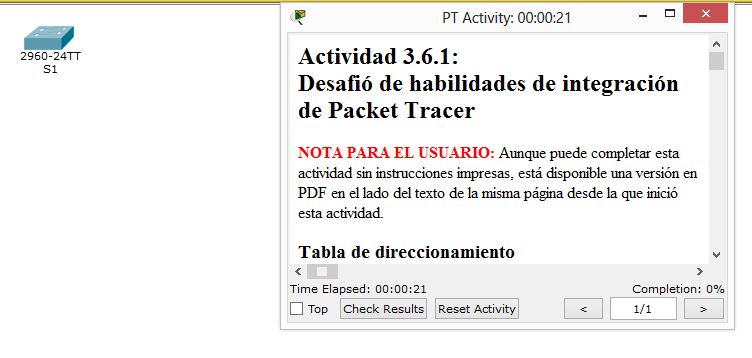 2960-24TT
S1
PT Activity: 00:00:21
Actividad 3.6.1:
Desafió de habilidades de integración
de Packet Tracer
NOTA PARA EL USUARIO: Aunque puede completar esta
actividad sin instrucciones impresas, está disponible una versión en
PDF en el lado del texto de la misma página desde la que inició
esta actividad.
Tabla de direccionamiento
Time Elapsed: 00:00:21
Completion: 0%
Top
Check Results
Reset Activity
<
1/1
>